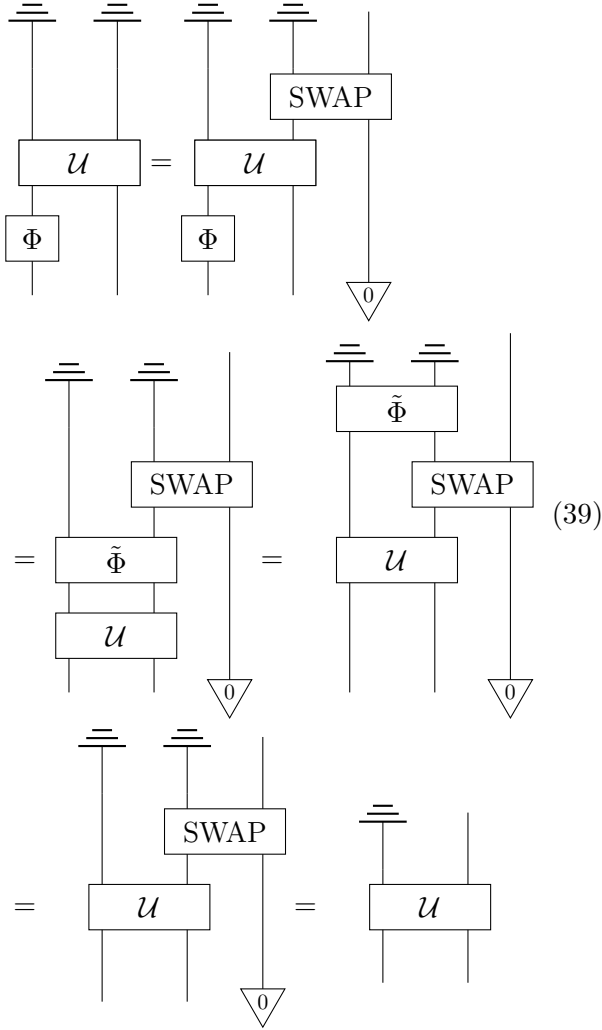 SWAP
𝒰 = 𝒰
Φ Φ
0
Φ̃
SWAP SWAP
(39)
= Φ̃ = 𝒰
𝒰
0 0
SWAP
= 𝒰 = 𝒰
0